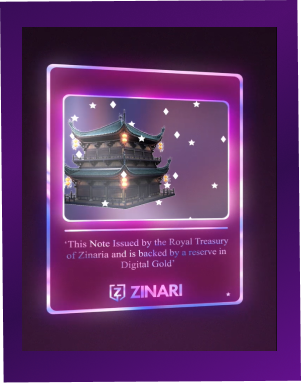 'This Note Issued by the Royal Treasury
of Zinaria and is backed by a reserve in
Digital Gold'
Z ZINARI